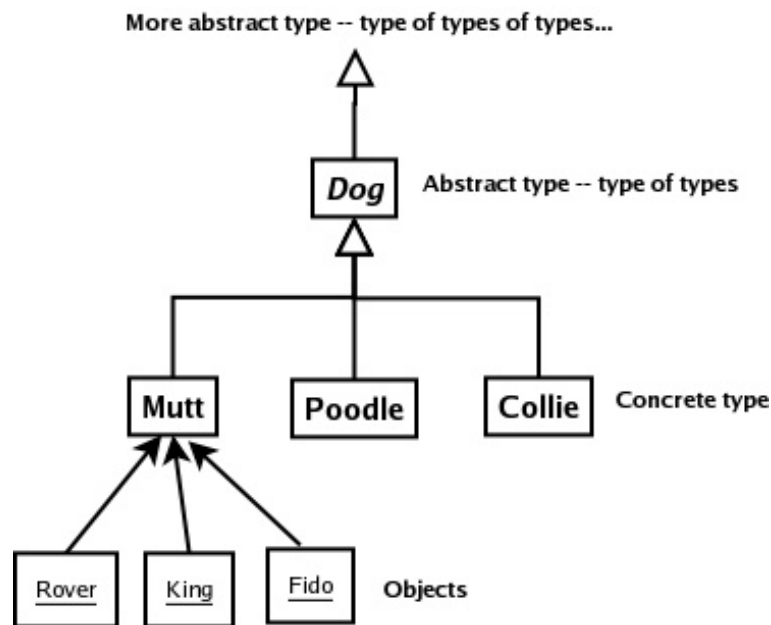 More abstract type -- type of types of types...
Dog
Abstract type -- type of types
Mutt
Poodle
Collie
Concrete type
Rover
King
Fido
Objects